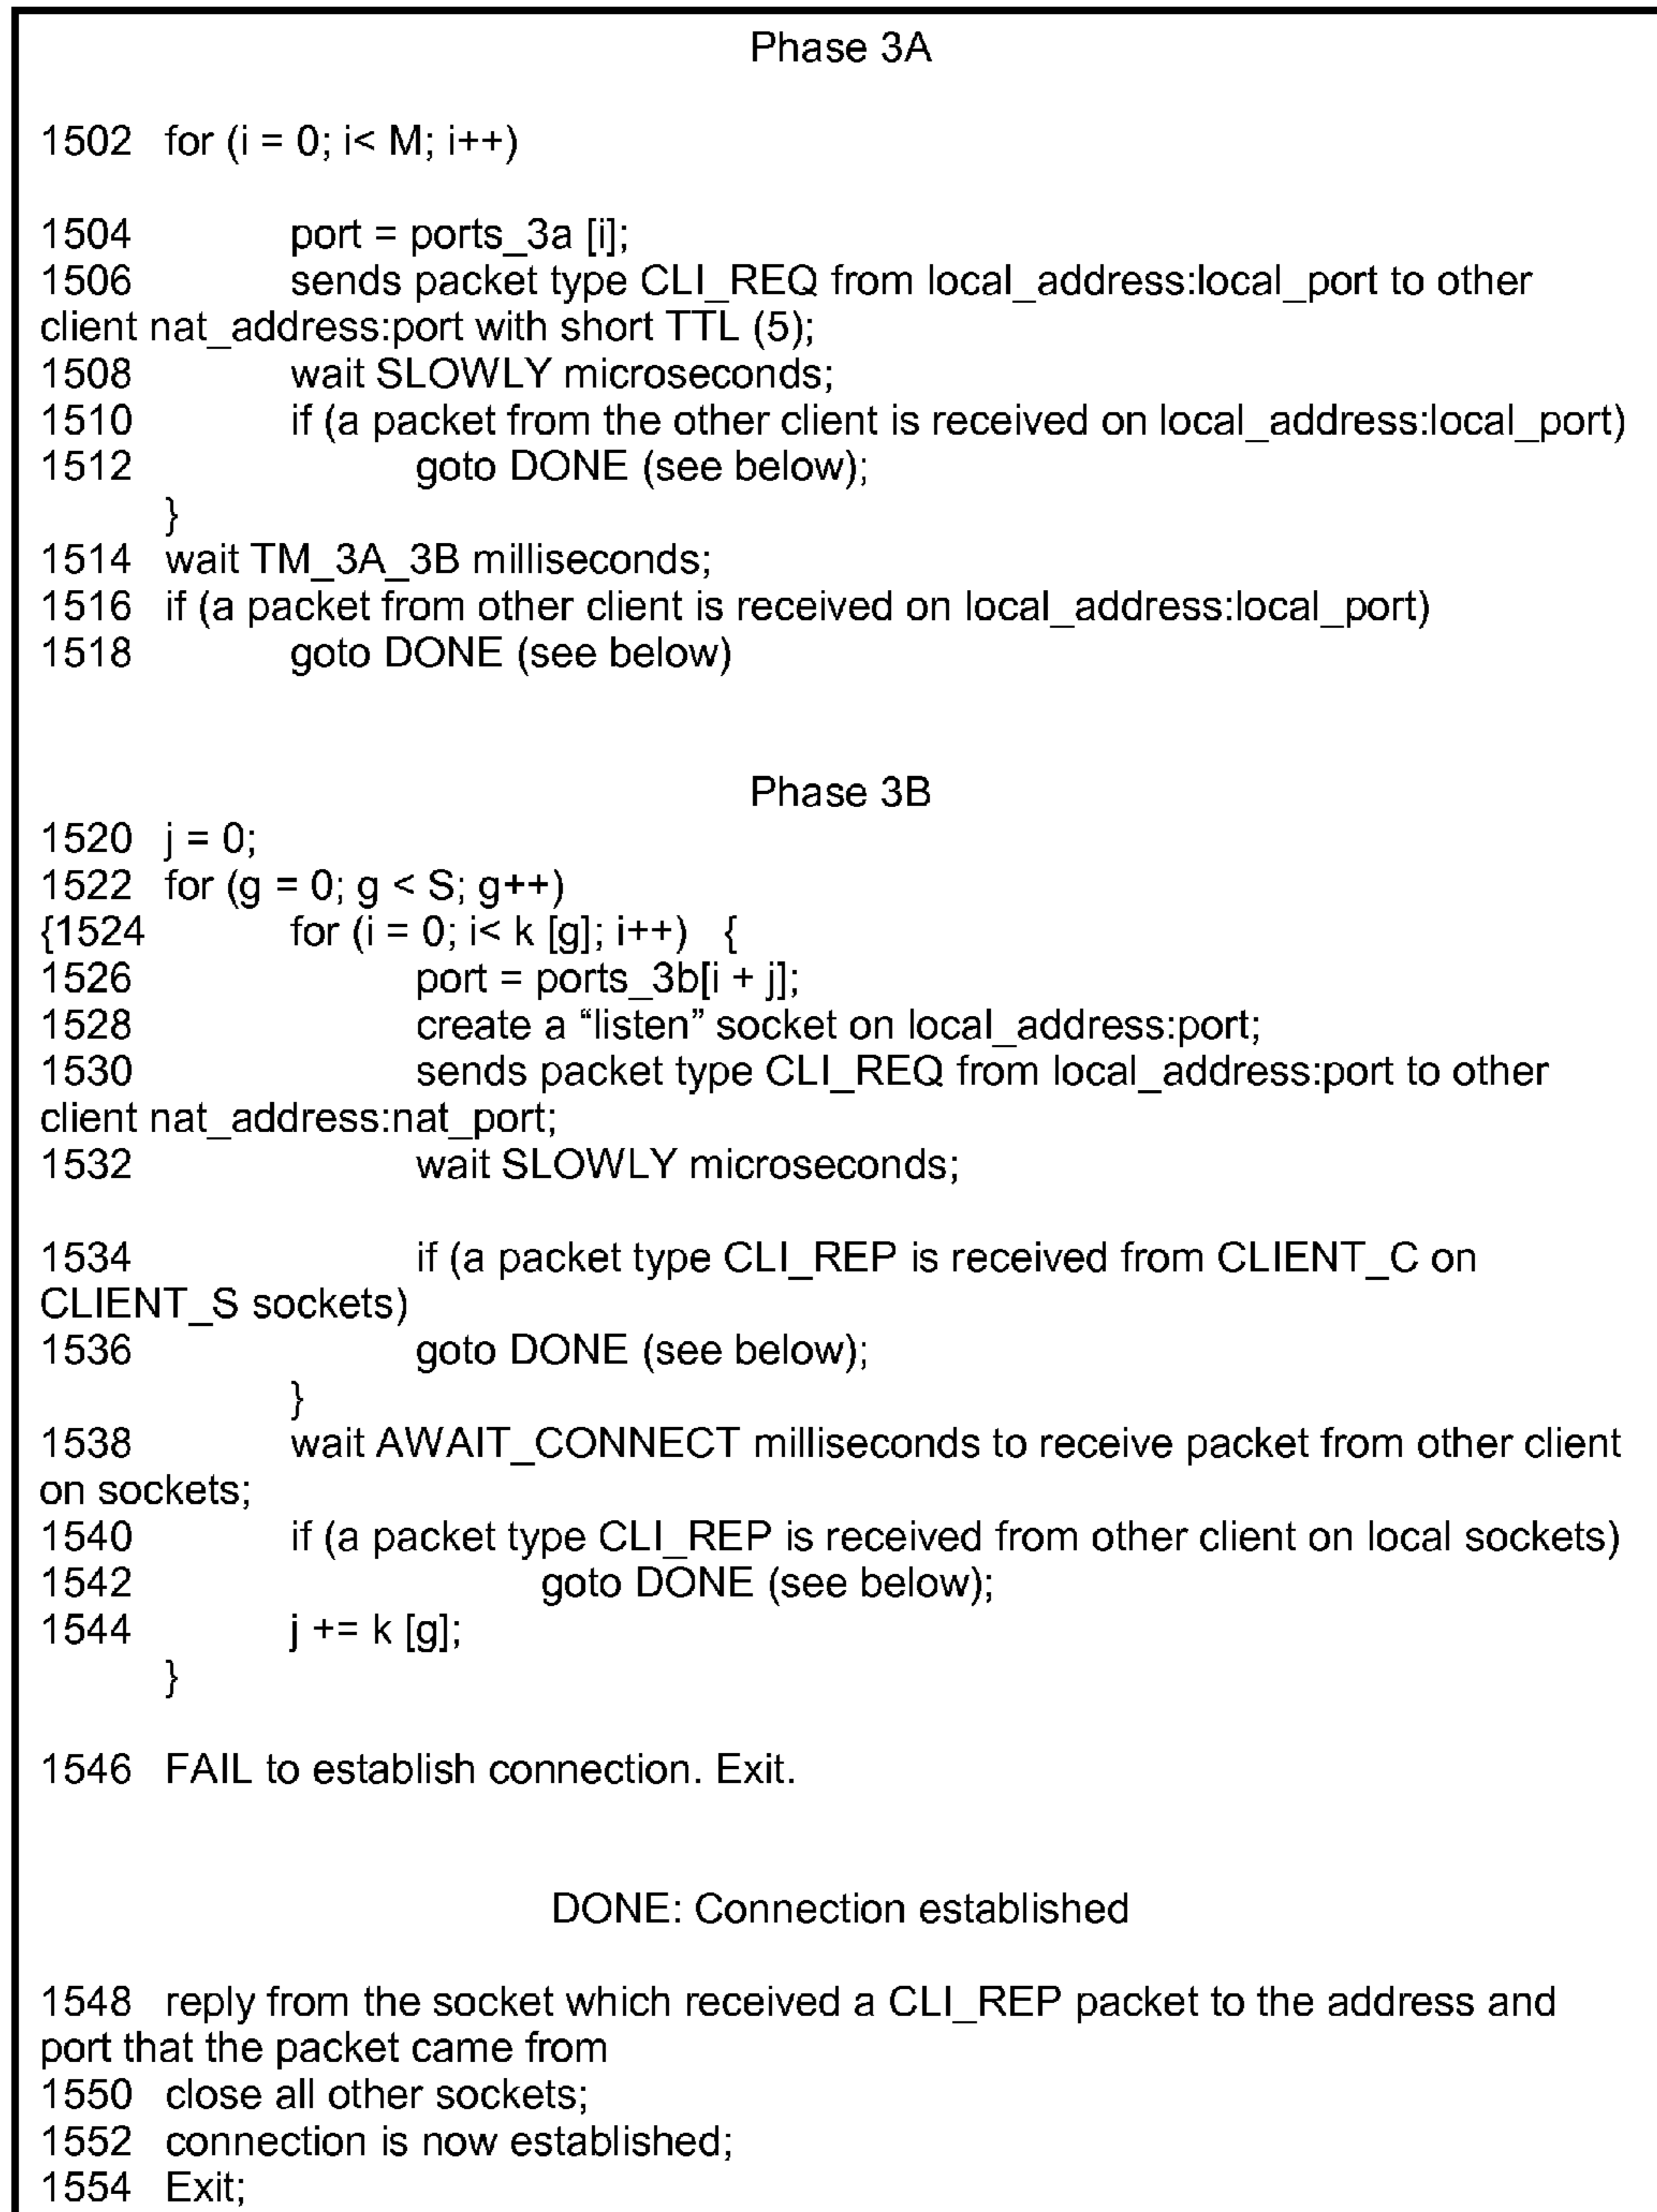 Phase 3A
1502 for (i = 0; i< M; i++)
1504 port = ports_3a [i];
1506 sends packet type CLI_REQ from local_address:local_port to other
client nat_address:port with short TTL (5);
1508 wait SLOWLY microseconds;
1510 if (a packet from the other client is received on local_address:local_port)
1512 goto DONE (see below);
}
1514 wait TM_3A_3B milliseconds;
1516 if (a packet from other client is received on local_address:local_port)
1518 goto DONE (see below)
Phase 3B
1520 j = 0;
1522 for (g = 0; g < S; g++)
{1524 for (i = 0; i< k [g]; i++) {
1526 port = ports_3b[i + j];
1528 create a “listen” socket on local_address:port;
1530 sends packet type CLI_REQ from local_address:port to other
client nat_address:nat_port;
1532 wait SLOWLY microseconds;
1534 if (a packet type CLI_REP is received from CLIENT_C on
CLIENT_S sockets)
1536 goto DONE (see below);
}
1538 wait AWAIT_CONNECT milliseconds to receive packet from other client
on sockets;
1540 if (a packet type CLI_REP is received from other client on local sockets)
1542 goto DONE (see below);
1544 j += k [g];
}
1546 FAIL to establish connection. Exit.
DONE: Connection established
1548 reply from the socket which received a CLI_REP packet to the address and
port that the packet came from
1550 close all other sockets;
1552 connection is now established;
1554 Exit;